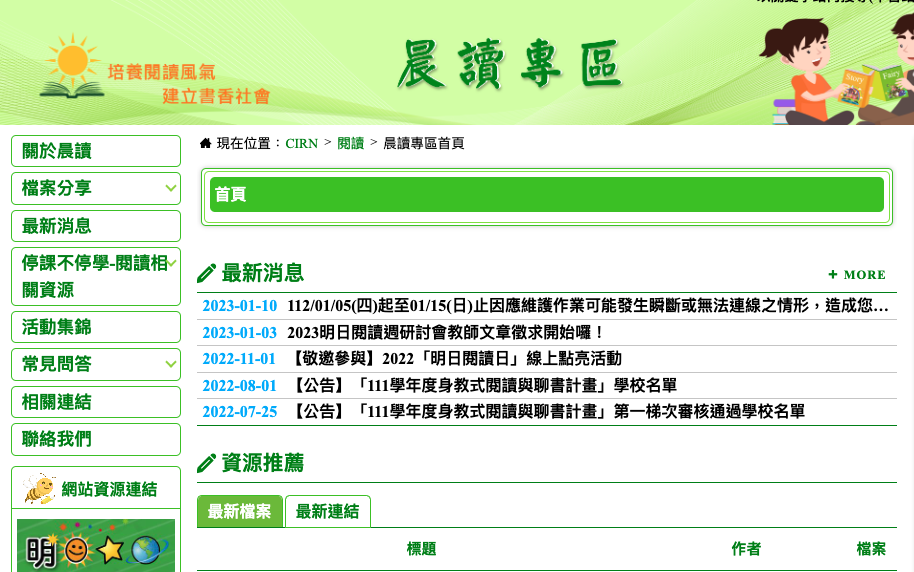 培養閱讀風氣
建立書香社會
晨讀專區
Story
Fairy
關於晨讀
檔案分享
最新消息
停課不停學-閱讀相
關資源
活動集錦
常見問答
相關連結
聯絡我們
網站資源連結
明
現在位置：CIRN > 閱讀 > 晨讀專區首頁
首頁
最新消息
+ MORE
2023-01-10 112/01/05(四)起至01/15(日)止因應維護作業可能發生瞬斷或無法連線之情形，造成您…
2023-01-03 2023明日閱讀週研討會教師文章徵求開始囉！
2022-11-01 【敬邀參與】2022「明日閱讀日」線上點亮活動
2022-08-01 【公告】「111學年度身教式閱讀與聊書計畫」學校名單
2022-07-25 【公告】「111學年度身教式閱讀與聊書計畫」第一梯次審核通過學校名單
資源推薦
最新檔案 最新連結
標題 作者 檔案